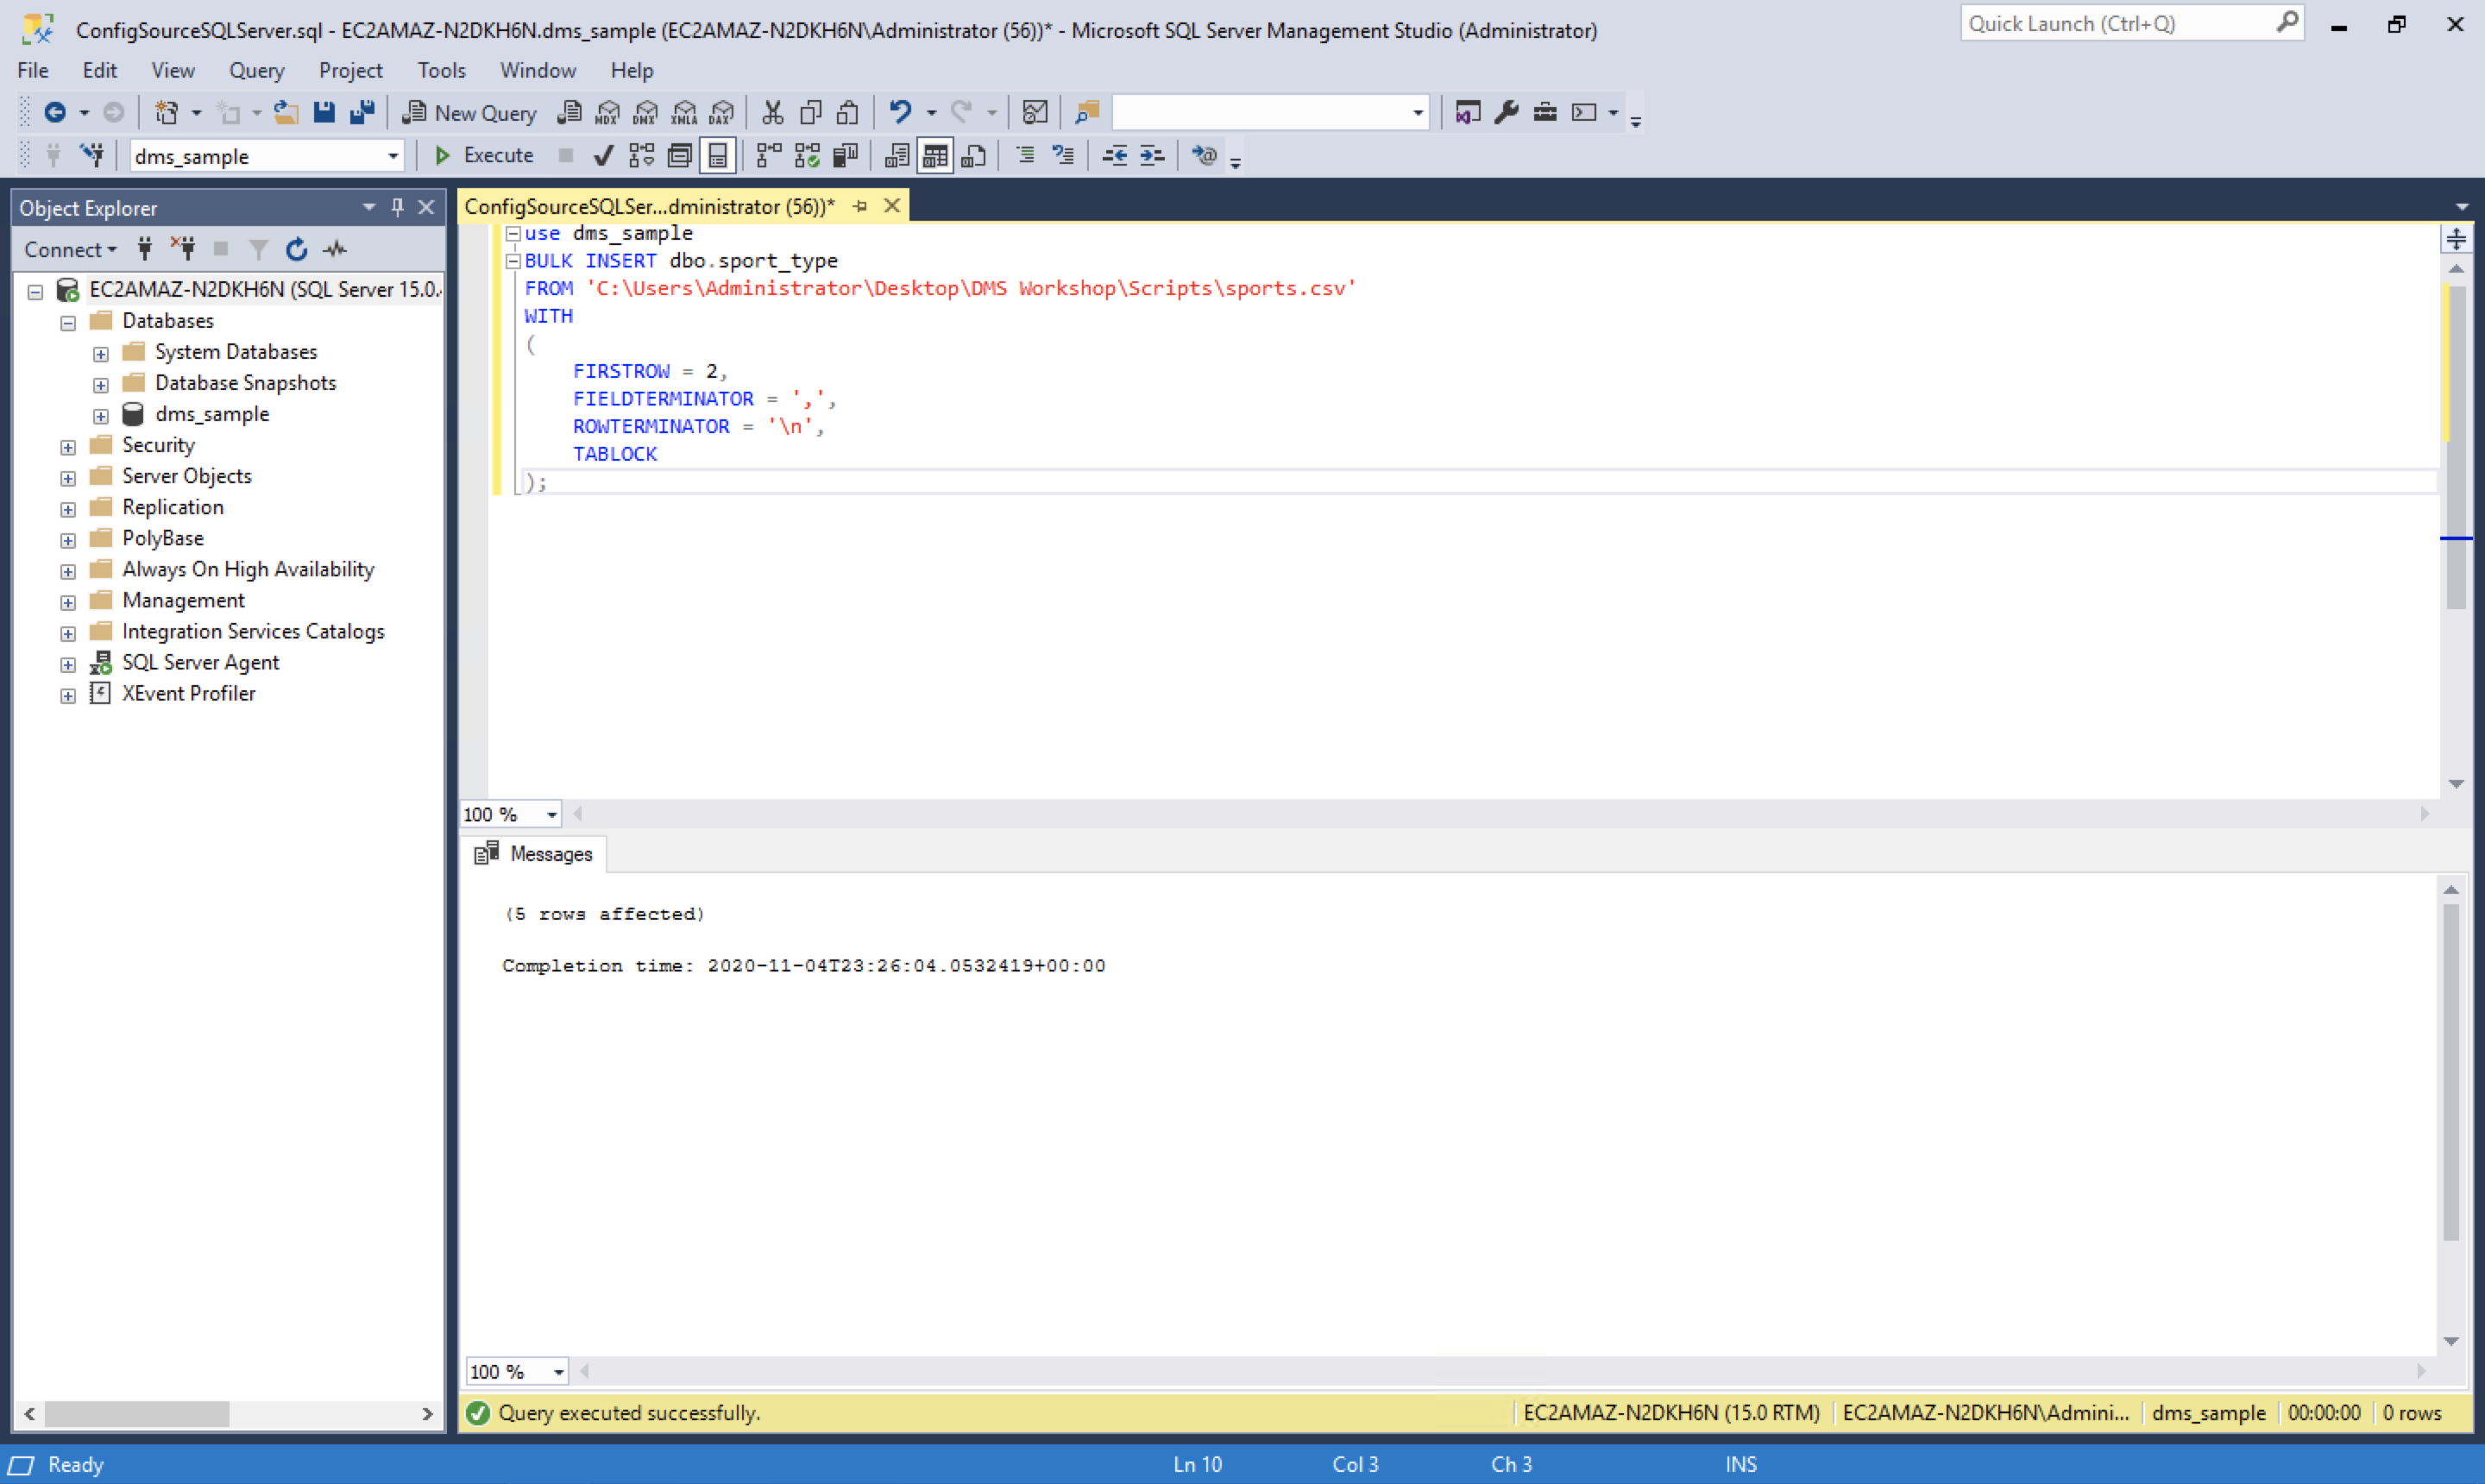 ConfigSourceSQLServer.sql - EC2AMAZ-N2DKH6N.dms_sample (EC2AMAZ-N2DKH6N\Administrator (56))* - Microsoft SQL Server Management Studio (Administrator)
Quick Launch (Ctrl+Q)
File Edit View Query Project Tools Window Help
New Query MDX DMX XMLA DAX
dms_sample Execute
Object Explorer
Connect
EC2AMAZ-N2DKH6N (SQL Server 15.0.
Databases
System Databases
Database Snapshots
dms_sample
Security
Server Objects
Replication
PolyBase
Always On High Availability
Management
Integration Services Catalogs
SQL Server Agent
XEvent Profiler
ConfigSourceSQLSer...dministrator (56))*
use dms_sample
BULK INSERT dbo.sport_type
FROM 'C:\Users\Administrator\Desktop\DMS Workshop\Scripts\sports.csv'
WITH
(
FIRSTROW = 2,
FIELDTERMINATOR = ',',
ROWTERMINATOR = '\n',
TABLOCK
);
100 %
Messages
(5 rows affected)
Completion time: 2020-11-04T23:26:04.0532419+00:00
100 %
Query executed successfully.
EC2AMAZ-N2DKH6N (15.0 RTM) EC2AMAZ-N2DKH6N\Admini... dms_sample 00:00:00 0 rows
Ready Ln 10 Col 3 Ch 3 INS